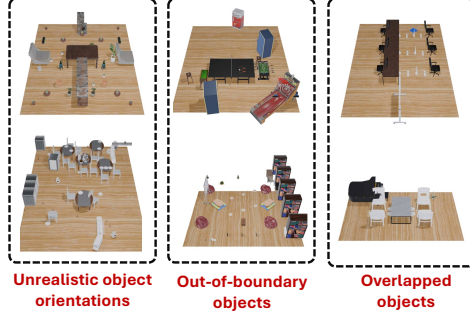 Unrealistic object
orientations
Out-of-boundary
objects
Overlapped
objects